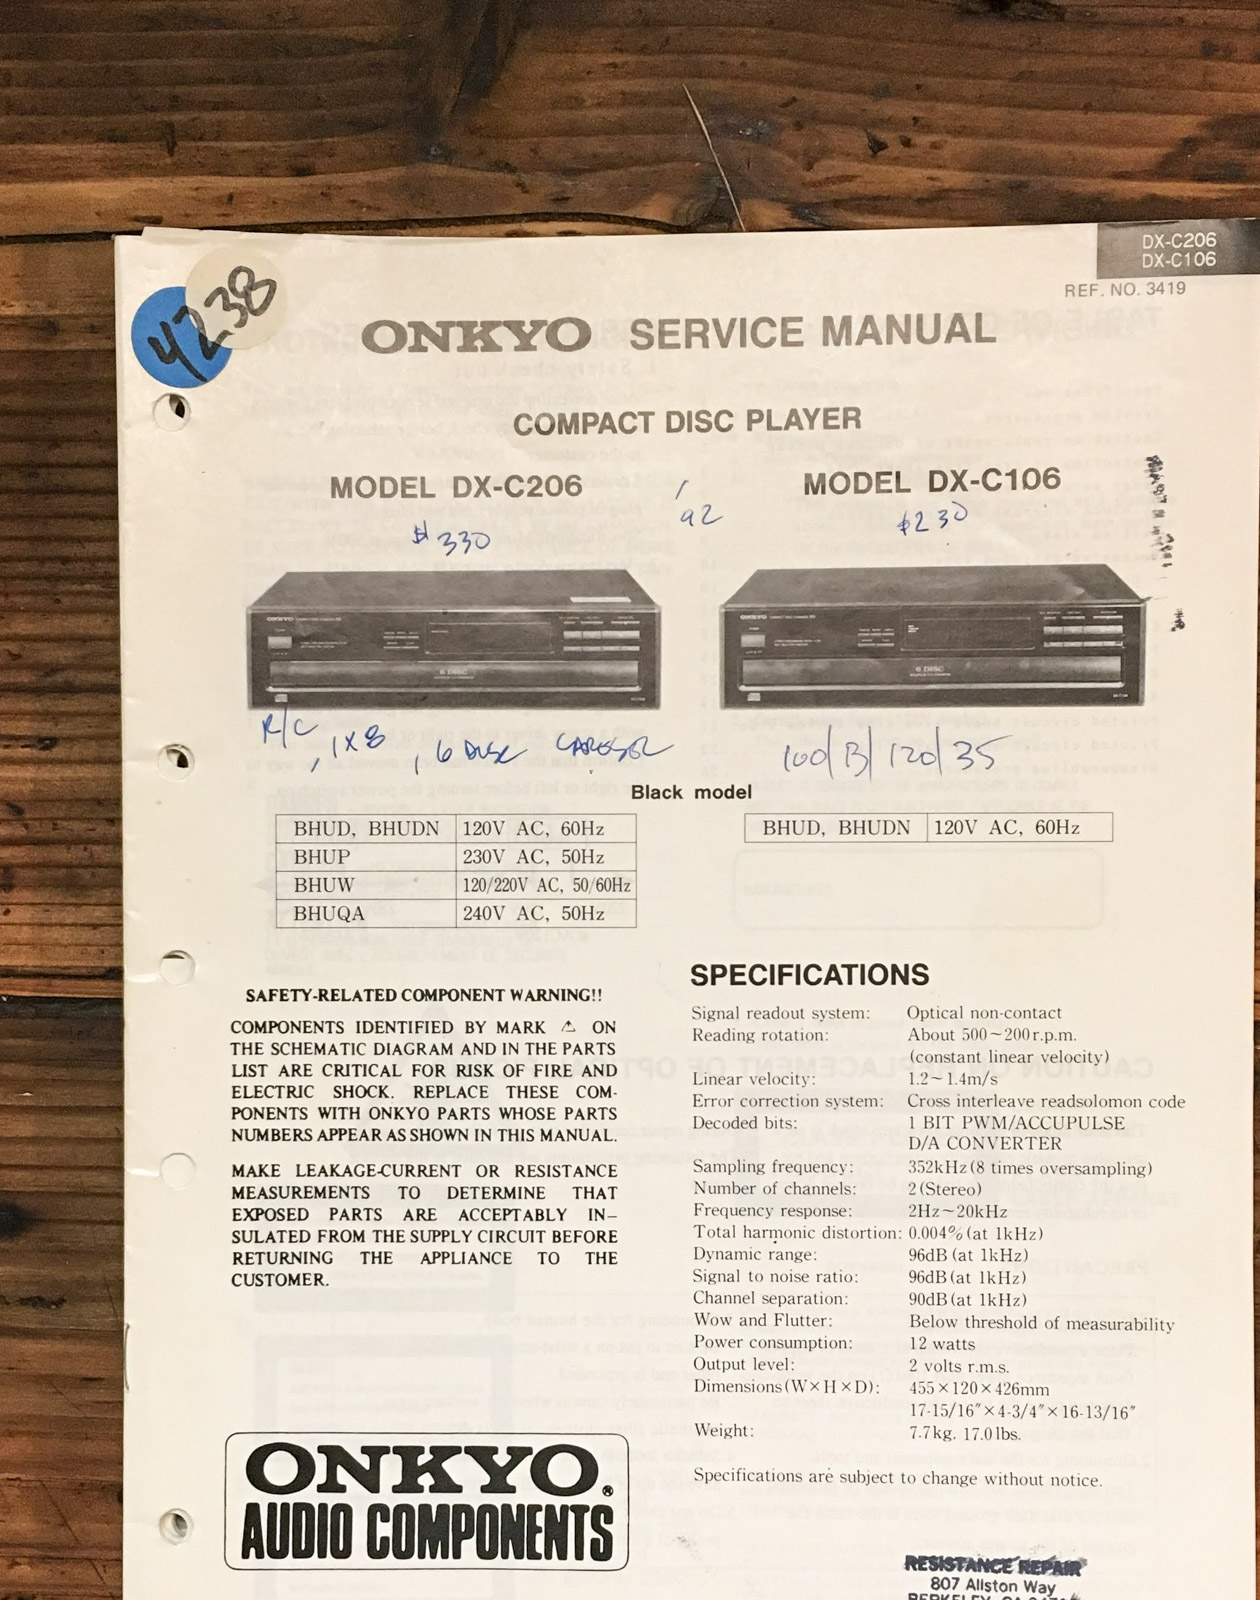 DX-C206
DX-C106
REF. NO. 3419
4238
ONKYO SERVICE MANUAL
COMPACT DISC PLAYER
MODEL DX-C206
MODEL DX-C106
$330
92
$230
ONKYO
6 DISC
ONKYO
6 DISC
R/C, 1X8, 6 DISC
100/13/120/35
Black model
BHUD, BHUDN 120V AC, 60Hz
BHUP 230V AC, 50Hz
BHUW 120/220V AC, 50/60Hz
BHUQA 240V AC, 50Hz
BHUD, BHUDN 120V AC, 60Hz
SAFETY-RELATED COMPONENT WARNING!!
COMPONENTS IDENTIFIED BY MARK ⚠ ON
THE SCHEMATIC DIAGRAM AND IN THE PARTS
LIST ARE CRITICAL FOR RISK OF FIRE AND
ELECTRIC SHOCK. REPLACE THESE COM-
PONENTS WITH ONKYO PARTS WHOSE PARTS
NUMBERS APPEAR AS SHOWN IN THIS MANUAL.
MAKE LEAKAGE-CURRENT OR RESISTANCE
MEASUREMENTS TO DETERMINE THAT
EXPOSED PARTS ARE ACCEPTABLY IN-
SULATED FROM THE SUPPLY CIRCUIT BEFORE
RETURNING THE APPLIANCE TO THE
CUSTOMER.
SPECIFICATIONS
Signal readout system: Optical non-contact
Reading rotation: About 500~200r.p.m.
(constant linear velocity)
Linear velocity: 1.2~1.4m/s
Error correction system: Cross interleave readsolomon code
Decoded bits: 1 BIT PWM/ACCUPULSE
D/A CONVERTER
Sampling frequency: 352kHz(8 times oversampling)
Number of channels: 2(Stereo)
Frequency response: 2Hz~20kHz
Total harmonic distortion: 0.004%(at 1kHz)
Dynamic range: 96dB(at 1kHz)
Signal to noise ratio: 96dB(at 1kHz)
Channel separation: 90dB(at 1kHz)
Wow and Flutter: Below threshold of measurability
Power consumption: 12 watts
Output level: 2 volts r.m.s.
Dimensions(W×H×D): 455×120×426mm
17-15/16″×4-3/4″×16-13/16″
Weight: 7.7kg. 17.0lbs.
Specifications are subject to change without notice.
ONKYO®
AUDIO COMPONENTS
RESISTANCE REPAIR
807 Allston Way